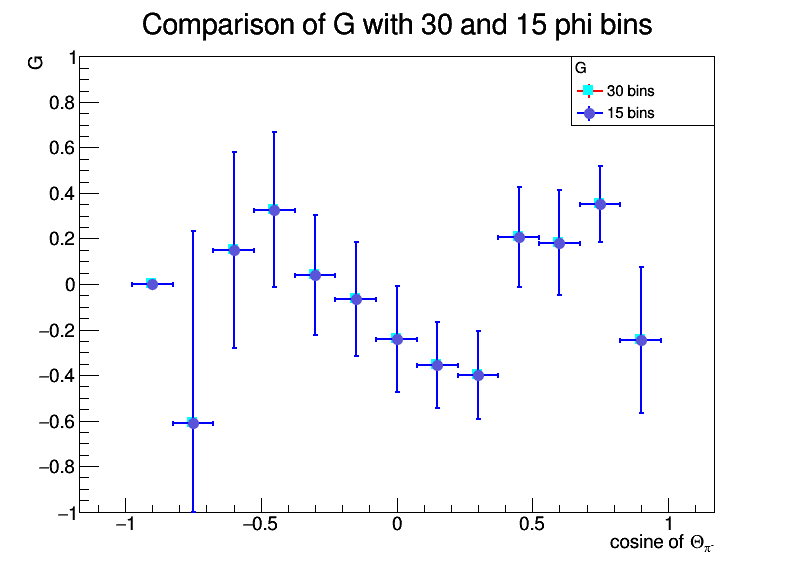 Comparison of G with 30 and 15 phi bins
G
1
0.8
0.6
0.4
0.2
0
−0.2
−0.4
−0.6
−0.8
−1
G
30 bins
15 bins
−1
−0.5
0
0.5
1
cosine of Θπ-